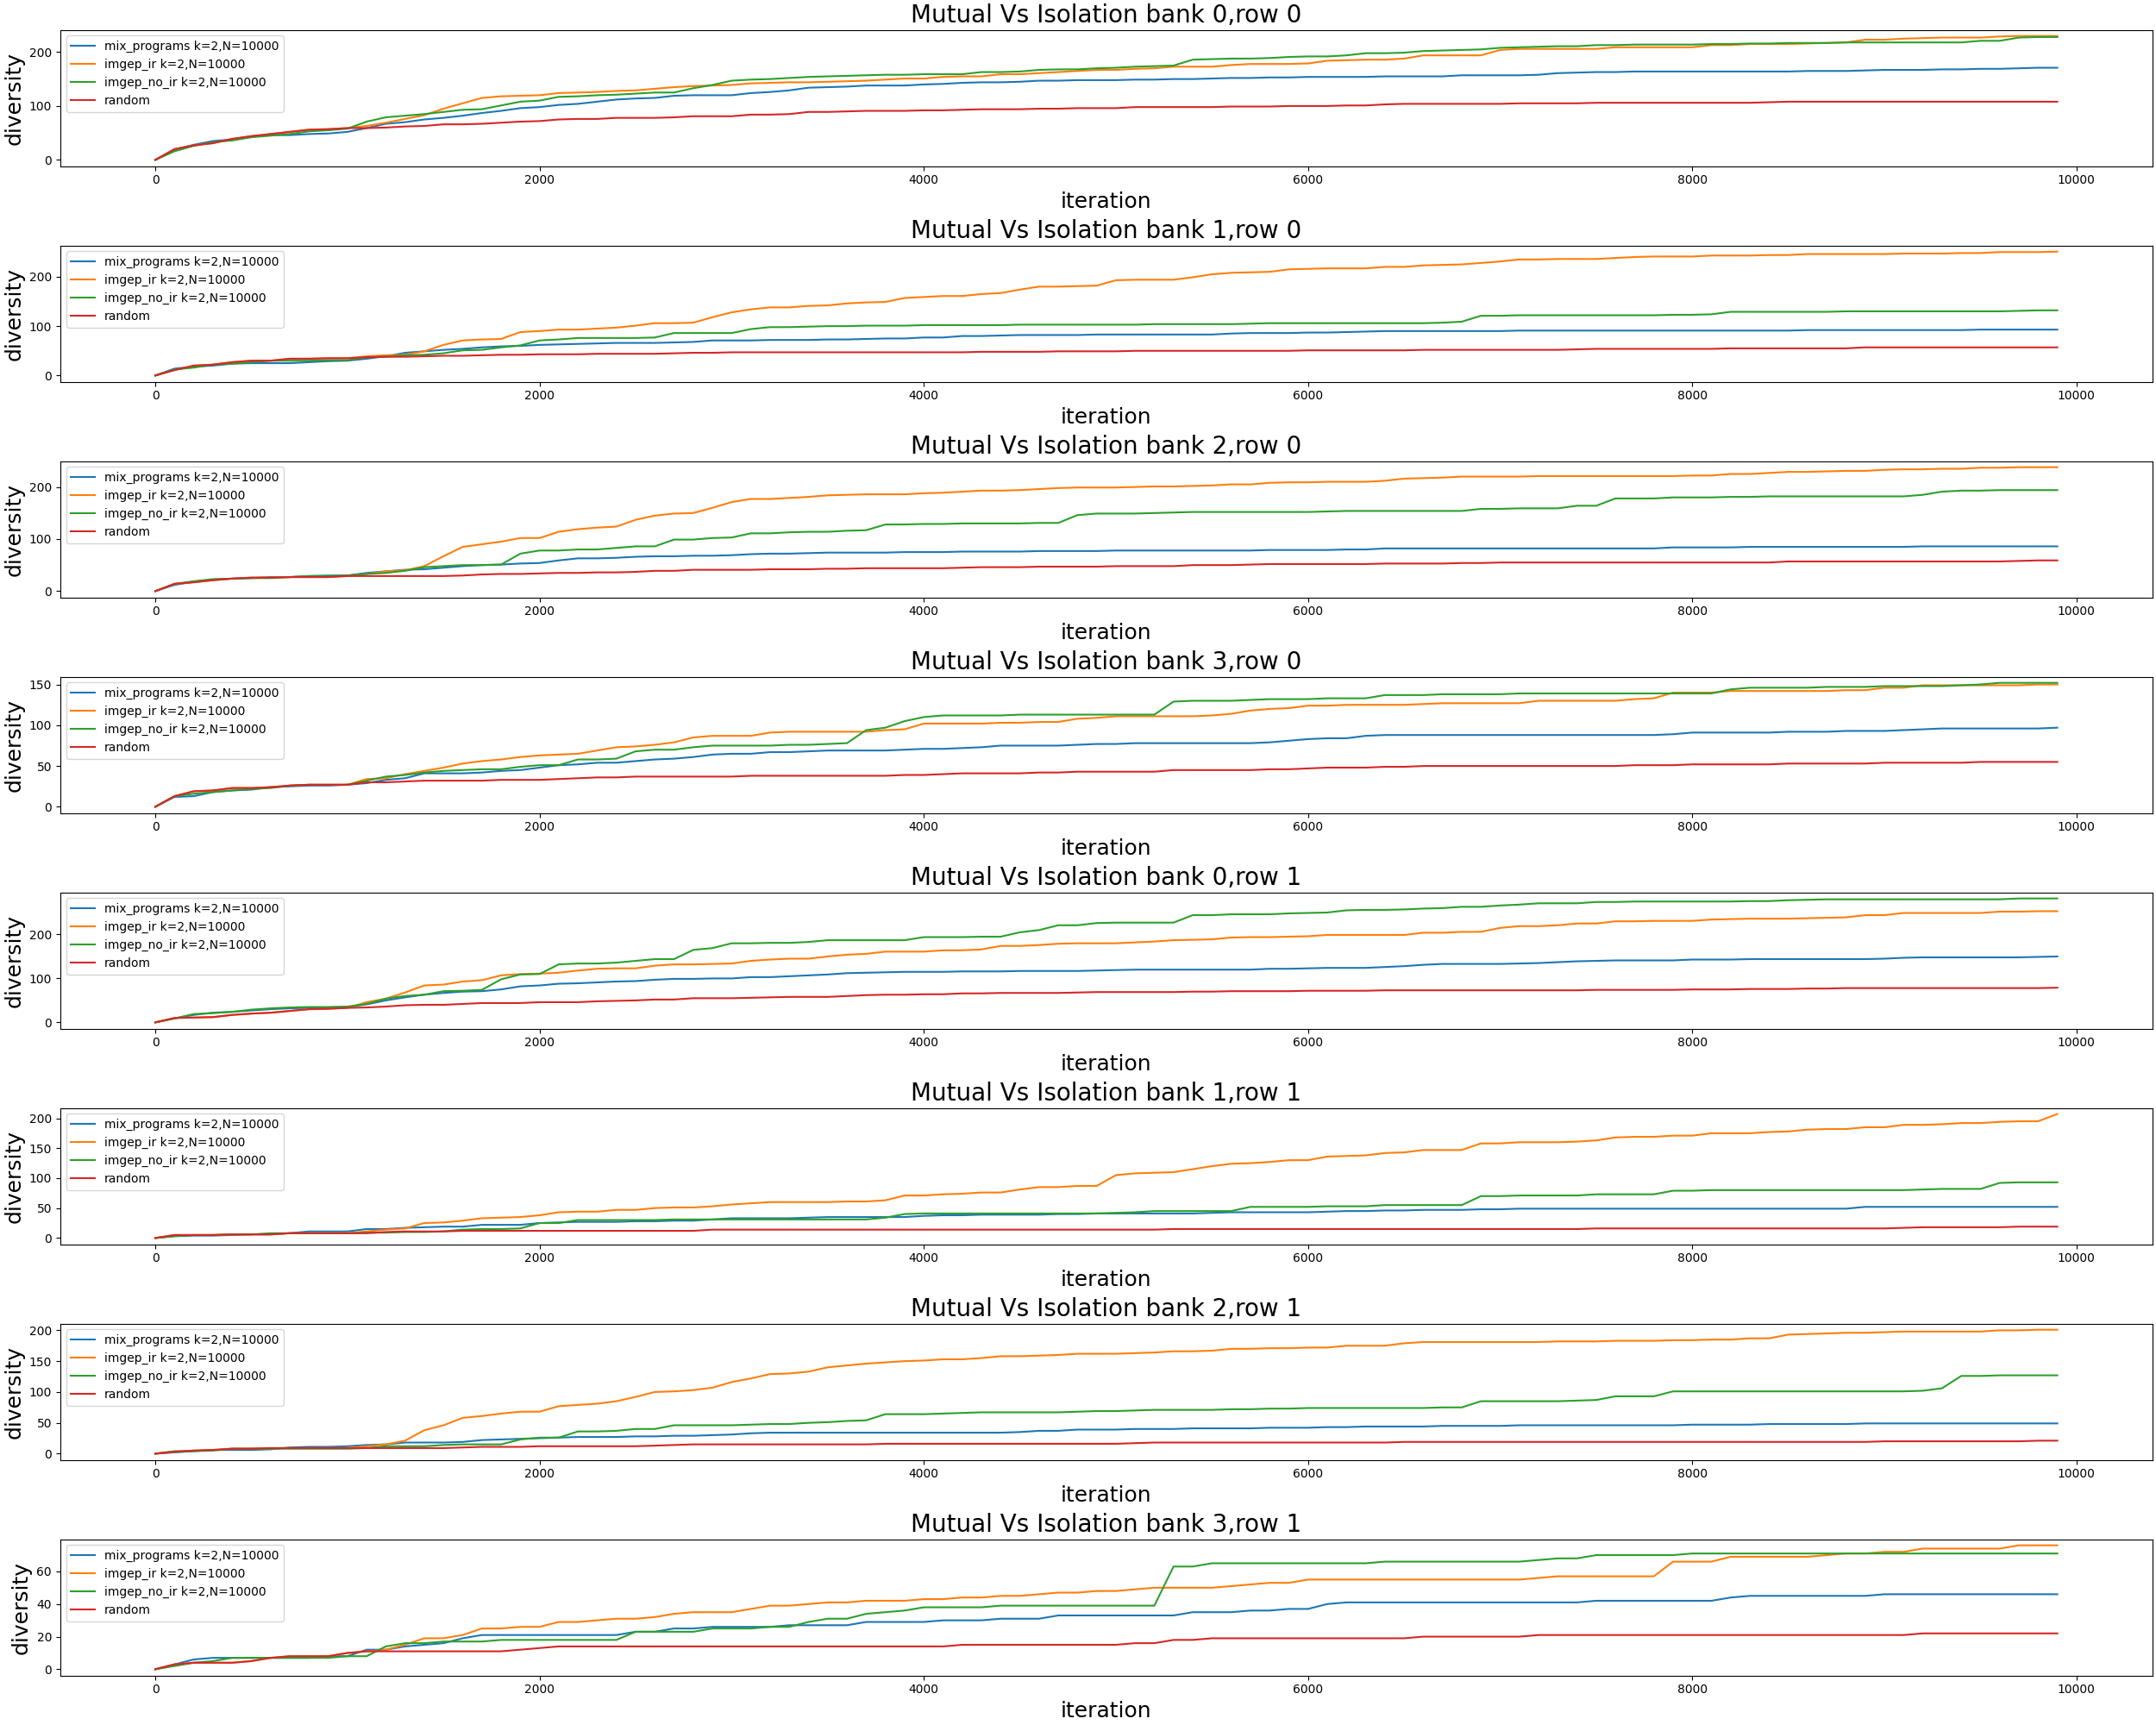 Mutual Vs Isolation bank 0,row 0
diversity
200
100
0
mix_programs k=2,N=10000
imgep_ir k=2,N=10000
imgep_no_ir k=2,N=10000
random
0 2000 4000 6000 8000 10000
iteration
Mutual Vs Isolation bank 1,row 0
diversity
200
100
0
mix_programs k=2,N=10000
imgep_ir k=2,N=10000
imgep_no_ir k=2,N=10000
random
0 2000 4000 6000 8000 10000
iteration
Mutual Vs Isolation bank 2,row 0
diversity
200
100
0
mix_programs k=2,N=10000
imgep_ir k=2,N=10000
imgep_no_ir k=2,N=10000
random
0 2000 4000 6000 8000 10000
iteration
Mutual Vs Isolation bank 3,row 0
diversity
150
100
50
0
mix_programs k=2,N=10000
imgep_ir k=2,N=10000
imgep_no_ir k=2,N=10000
random
0 2000 4000 6000 8000 10000
iteration
Mutual Vs Isolation bank 0,row 1
diversity
200
100
0
mix_programs k=2,N=10000
imgep_ir k=2,N=10000
imgep_no_ir k=2,N=10000
random
0 2000 4000 6000 8000 10000
iteration
Mutual Vs Isolation bank 1,row 1
diversity
200
150
100
50
0
mix_programs k=2,N=10000
imgep_ir k=2,N=10000
imgep_no_ir k=2,N=10000
random
0 2000 4000 6000 8000 10000
iteration
Mutual Vs Isolation bank 2,row 1
diversity
200
150
100
50
0
mix_programs k=2,N=10000
imgep_ir k=2,N=10000
imgep_no_ir k=2,N=10000
random
0 2000 4000 6000 8000 10000
iteration
Mutual Vs Isolation bank 3,row 1
diversity
60
40
20
0
mix_programs k=2,N=10000
imgep_ir k=2,N=10000
imgep_no_ir k=2,N=10000
random
0 2000 4000 6000 8000 10000
iteration